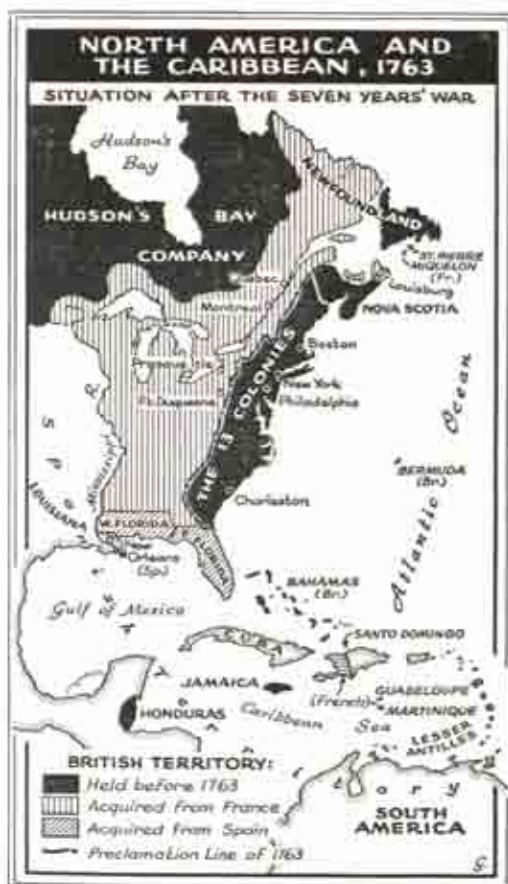 NORTH AMERICA AND
THE CARIBBEAN, 1763
SITUATION AFTER THE SEVEN YEARS' WAR
Hudson's
Bay
NEWFOUNDLAND
HUDSON'S BAY
COMPANY
ST. PIERRE
MIQUELON
(Fr.)
Quebec
Louisburg
Montreal
NOVA SCOTIA
Boston
New York
Philadelphia
Ft. Duquesne
THE 13 COLONIES
Atlantic Ocean
BERMUDA
(Br.)
Mississippi
LOUISIANA
Charleston
W. FLORIDA
E. FLORIDA
New
Orleans
(Sp.)
BAHAMAS
(Br.)
Gulf of Mexico
CUBA
SANTO DOMINGO
JAMAICA
(French)
GUADELOUPE
MARTINIQUE
HONDURAS
Caribbean Sea
LESSER
ANTILLES
BRITISH TERRITORY:
Held before 1763
Acquired from France
Acquired from Spain
Proclamation Line of 1763
SOUTH
AMERICA
G